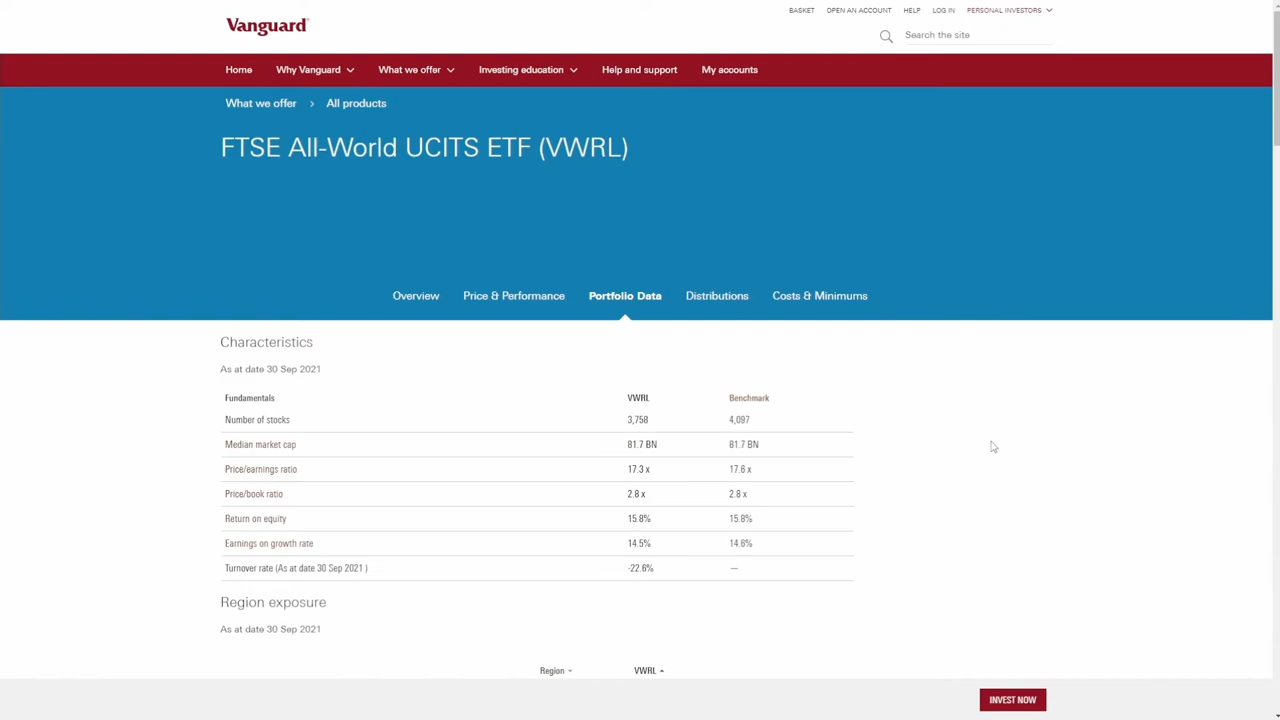 BASKET OPEN AN ACCOUNT HELP LOG IN PERSONAL INVESTORS
Vanguard
Search the site
Home Why Vanguard What we offer Investing education Help and support My accounts
What we offer > All products
FTSE All-World UCITS ETF (VWRL)
Overview Price & Performance Portfolio Data Distributions Costs & Minimums
Characteristics
As at date 30 Sep 2021
Fundamentals VWRL Benchmark
Number of stocks 3,758 4,097
Median market cap 81.7 BN 81.7 BN
Price/earnings ratio 17.3 x 17.6 x
Price/book ratio 2.8 x 2.8 x
Return on equity 15.8% 15.8%
Earnings on growth rate 14.5% 14.6%
Turnover rate (As at date 30 Sep 2021 ) -22.6% —
Region exposure
As at date 30 Sep 2021
Region VWRL
INVEST NOW